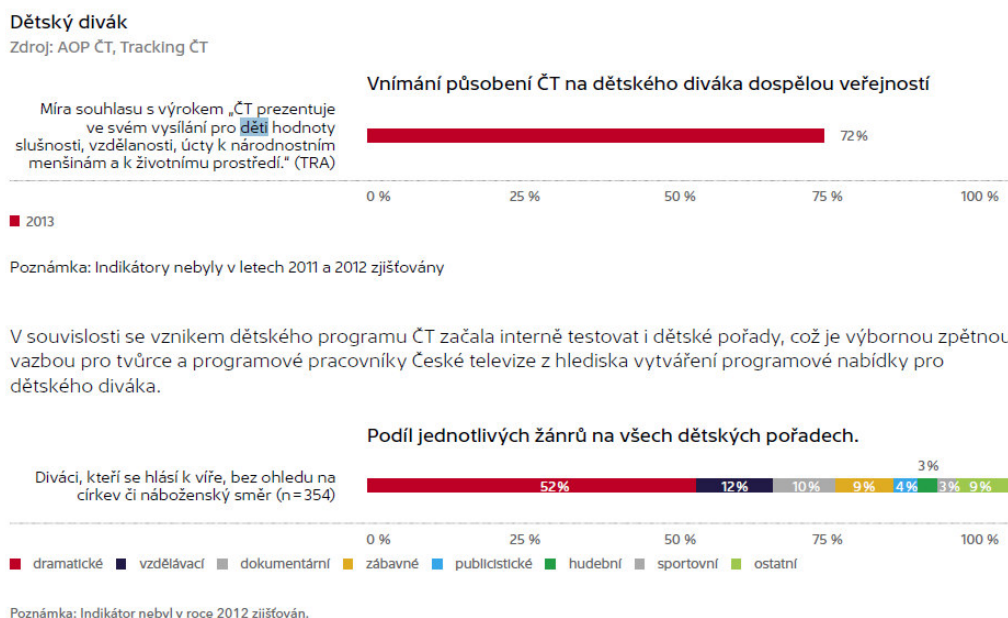 Dětský divák
Zdroj: AOP ČT, Tracking ČT
Vnímání působení ČT na dětského diváka dospělou veřejností
Míra souhlasu s výrokem „ČT prezentuje
ve svém vysílání pro děti hodnoty
slušnosti, vzdělanosti, úcty k národnostním
menšinám a k životnímu prostředí.“ (TRA)
72 %
0 % 25 % 50 % 75 % 100 %
2013
Poznámka: Indikátory nebyly v letech 2011 a 2012 zjišťovány
V souvislosti se vznikem dětského programu ČT začala interně testovat i dětské pořady, což je výbornou zpětnou
vazbou pro tvůrce a programové pracovníky České televize z hlediska vytváření programové nabídky pro
dětského diváka.
Podíl jednotlivých žánrů na všech dětských pořadech.
Diváci, kteří se hlásí k víře, bez ohledu na
církev či náboženský směr (n = 354)
3 %
52 % 12 % 10 % 9 % 4 % 3 % 9 %
0 % 25 % 50 % 75 % 100 %
dramatické vzdělávací dokumentární zábavné publicistické hudební sportovní ostatní
Poznámka: Indikátor nebyl v roce 2012 zjišťován.